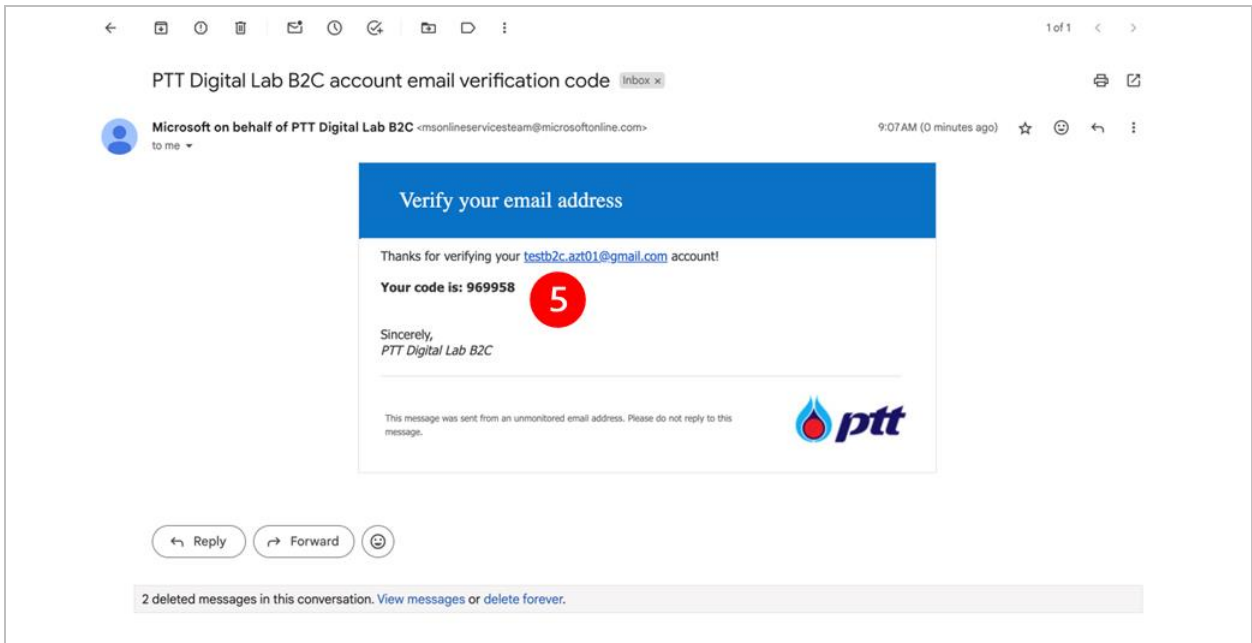 1 of 1
PTT Digital Lab B2C account email verification code Inbox x
Microsoft on behalf of PTT Digital Lab B2C <msonlineservicesteam@microsoftonline.com> 9:07 AM (0 minutes ago)
to me
Verify your email address
Thanks for verifying your testb2c.azt01@gmail.com account!
Your code is: 969958
5
Sincerely,
PTT Digital Lab B2C
This message was sent from an unmonitored email address. Please do not reply to this
message.
ptt
Reply Forward
2 deleted messages in this conversation. View messages or delete forever.